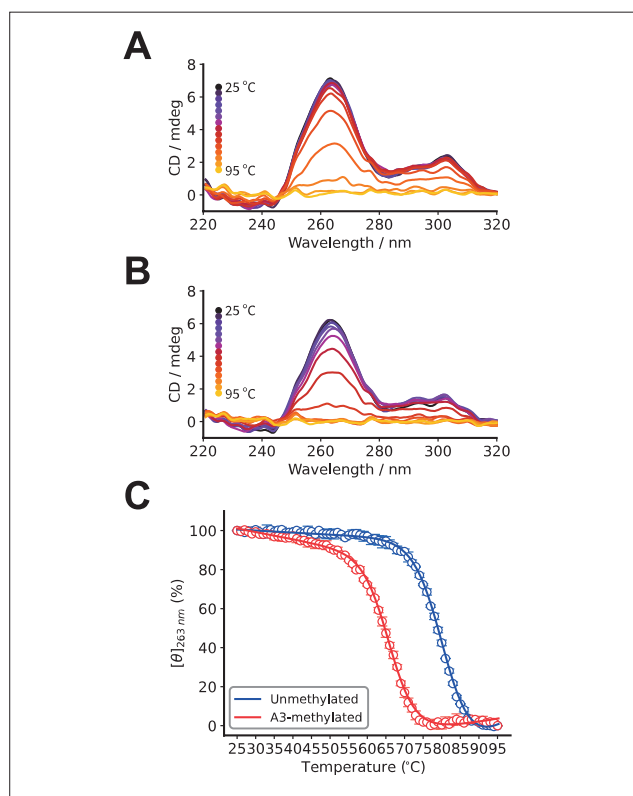 A
8
6
4
2
0
CD / mdeg
25 °C
95 °C
220 240 260 280 300 320
Wavelength / nm
B
8
6
4
2
0
CD / mdeg
25 °C
95 °C
220 240 260 280 300 320
Wavelength / nm
C
100
80
60
40
20
0
[θ]263 nm (%)
Unmethylated
A3-methylated
253035404550556065707580859095
Temperature (°C)